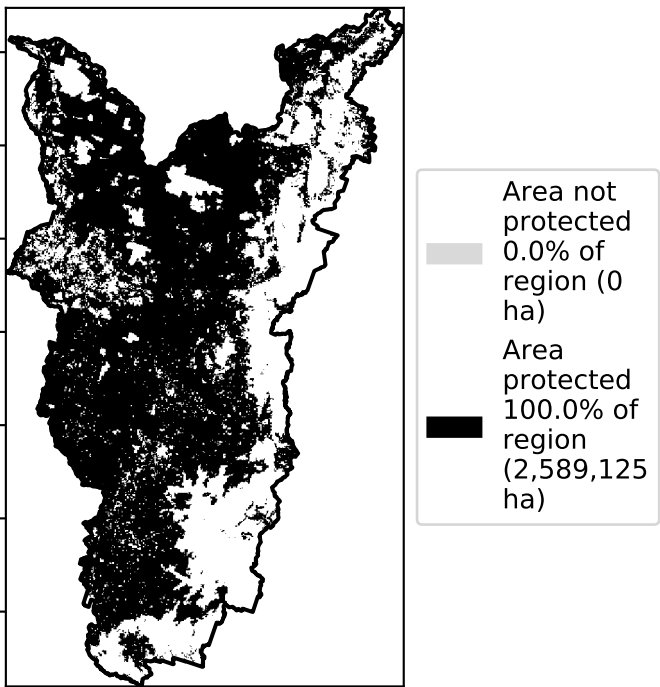 Area not
protected
0.0% of
region (0
ha)
Area
protected
100.0% of
region
(2,589,125
ha)